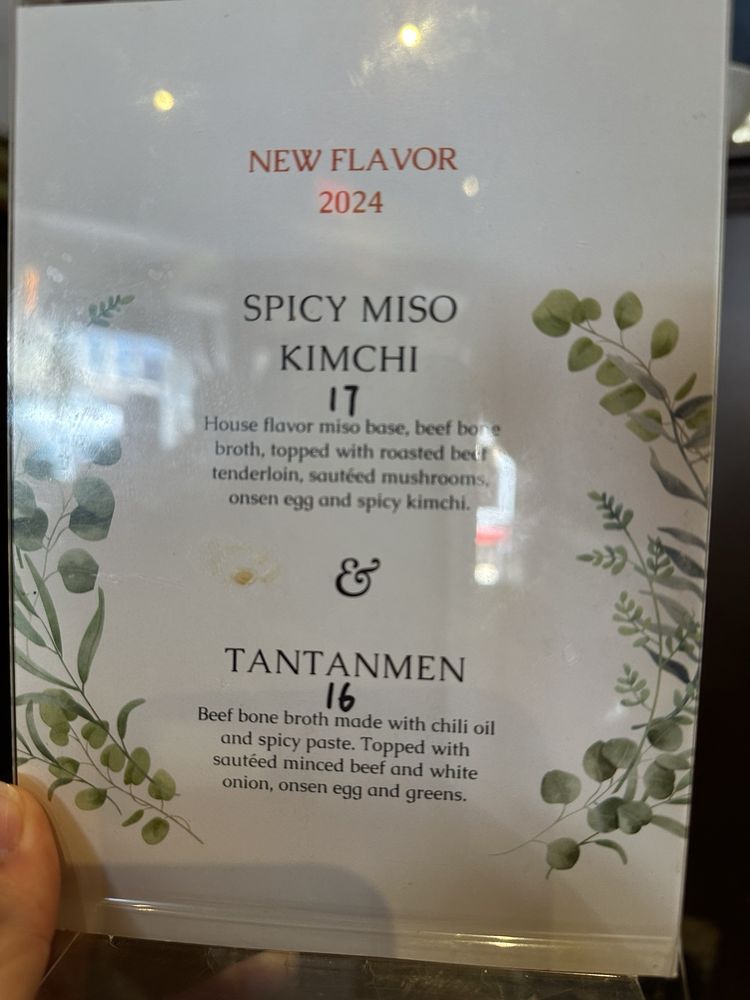 NEW FLAVOR
2024
SPICY MISO
KIMCHI
17
House flavor miso base, beef bone
broth, topped with roasted beef
tenderloin, sautéed mushrooms,
onsen egg and spicy kimchi.
&
TANTANMEN
16
Beef bone broth made with chili oil
and spicy paste. Topped with
sautéed minced beef and white
onion, onsen egg and greens.